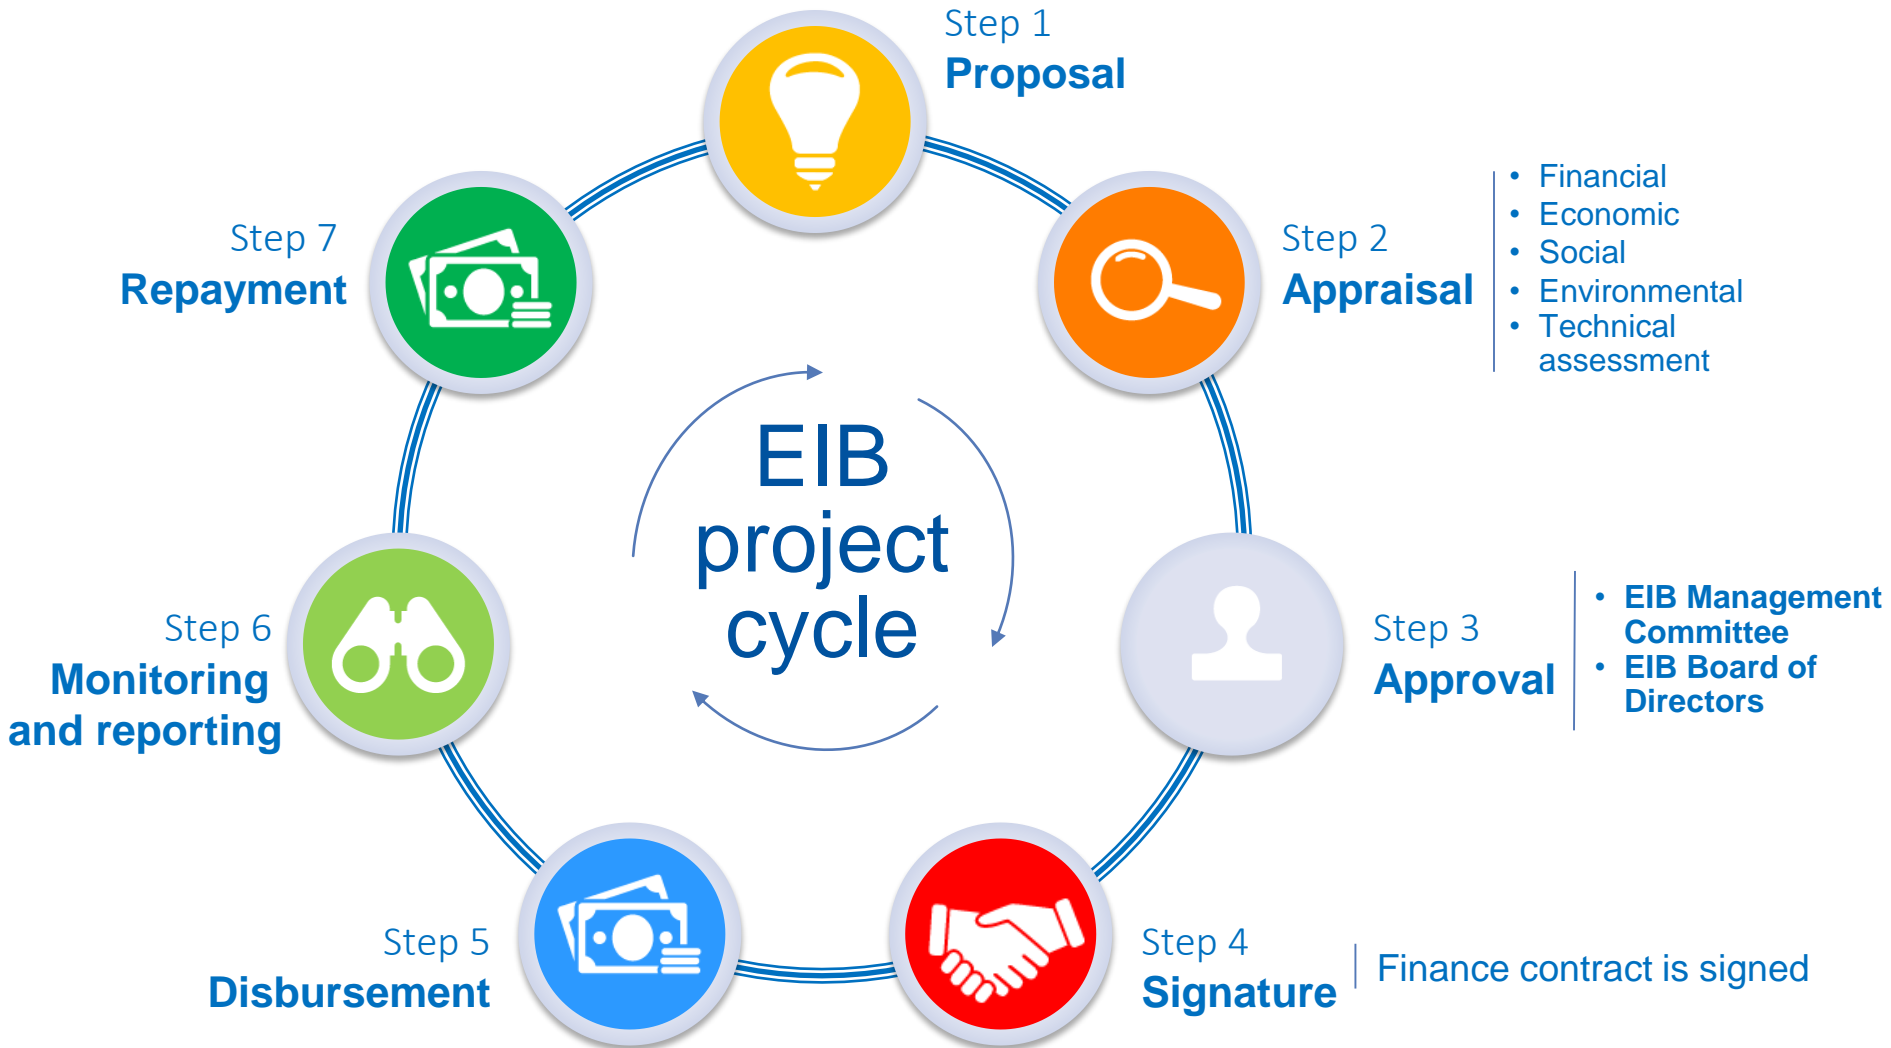 Step 1
Proposal
Step 2
Appraisal
• Financial
• Economic
• Social
• Environmental
• Technical
assessment
Step 3
Approval
• EIB Management
Committee
• EIB Board of
Directors
Step 4
Signature
Finance contract is signed
Step 5
Disbursement
Step 6
Monitoring
and reporting
Step 7
Repayment
EIB
project
cycle